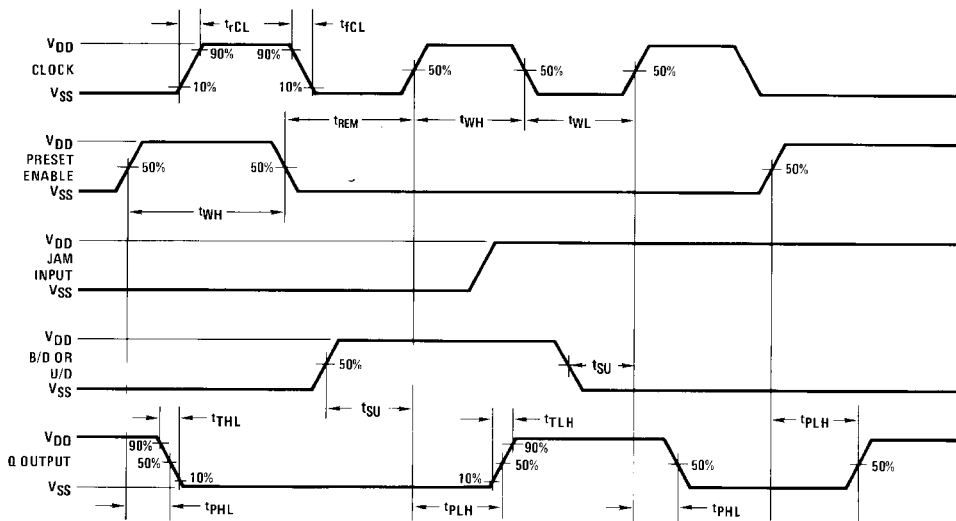 trCL tfCL
VDD
90% 90%
CLOCK 50% 50% 50%
10% 10%
VSS
tREM tWH tWL
VDD
PRESET
ENABLE 50% 50% 50%
VSS
tWH
VDD
JAM
INPUT
VSS
VDD
B/D OR
U/D 50% tSU
VSS
tTHL tSU tTLH tPLH
VDD
90% 90%
Q OUTPUT 50% 50% 50% 50%
10% 10%
VSS
tPHL tPLH tPHL